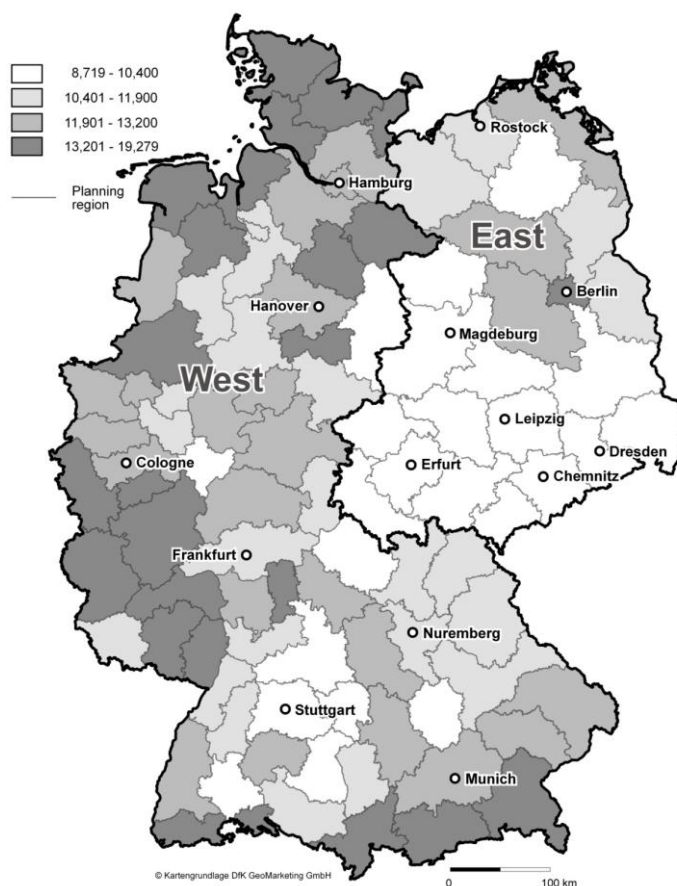 8,719 - 10,400
10,401 - 11,900
11,901 - 13,200
13,201 - 19,279
Planning
region
Rostock
Hamburg
East
Berlin
Hanover
Magdeburg
West
Leipzig
Dresden
Cologne
Erfurt
Chemnitz
Frankfurt
Nuremberg
Stuttgart
Munich
© Kartengrundlage DfK GeoMarketing GmbH
0 100 km